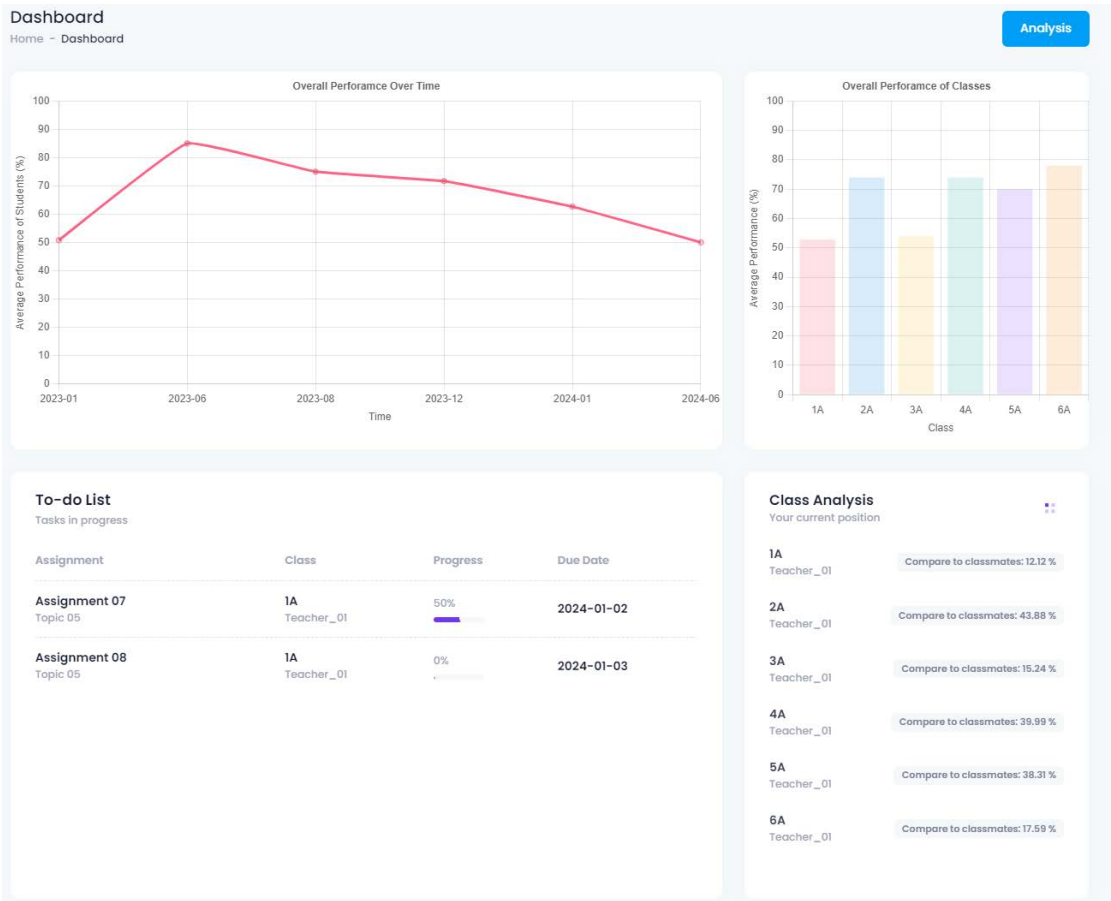 Dashboard
Home - Dashboard
Analysis
Overall Perforamce Over Time
100
90
80
70
60
50
40
30
20
10
0
Average Performance of Students (%)
2023-01 2023-06 2023-08 2023-12 2024-01 2024-06
Time
Overall Perforamce of Classes
100
90
80
70
60
50
40
30
20
10
0
Average Performance (%)
1A 2A 3A 4A 5A 6A
Class
To-do List
Tasks in progress
Assignment Class Progress Due Date
Assignment 07 1A 50% 2024-01-02
Topic 05 Teacher_01
Assignment 08 1A 0% 2024-01-03
Topic 05 Teacher_01
Class Analysis
Your current position
1A
Teacher_01
Compare to classmates: 12.12 %
2A
Teacher_01
Compare to classmates: 43.88 %
3A
Teacher_01
Compare to classmates: 15.24 %
4A
Teacher_01
Compare to classmates: 39.99 %
5A
Teacher_01
Compare to classmates: 38.31 %
6A
Teacher_01
Compare to classmates: 17.59 %